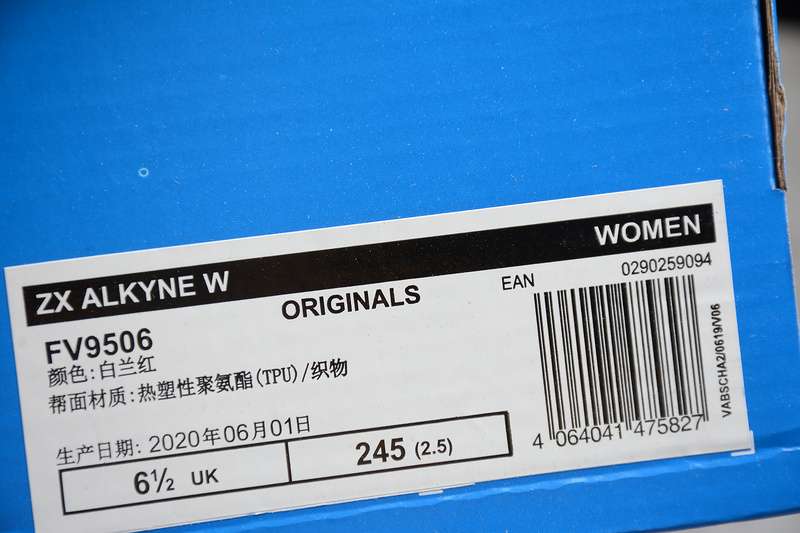 ZX ALKYNE W
WOMEN
ORIGINALS
EAN
0290259094
FV9506
颜色:白兰红
帮面材质:热塑性聚氨酯(TPU)/织物
生产日期: 2020年06月01日
6½ UK
245 (2.5)
4 064041 475827
VABSCHA2/0619/V06